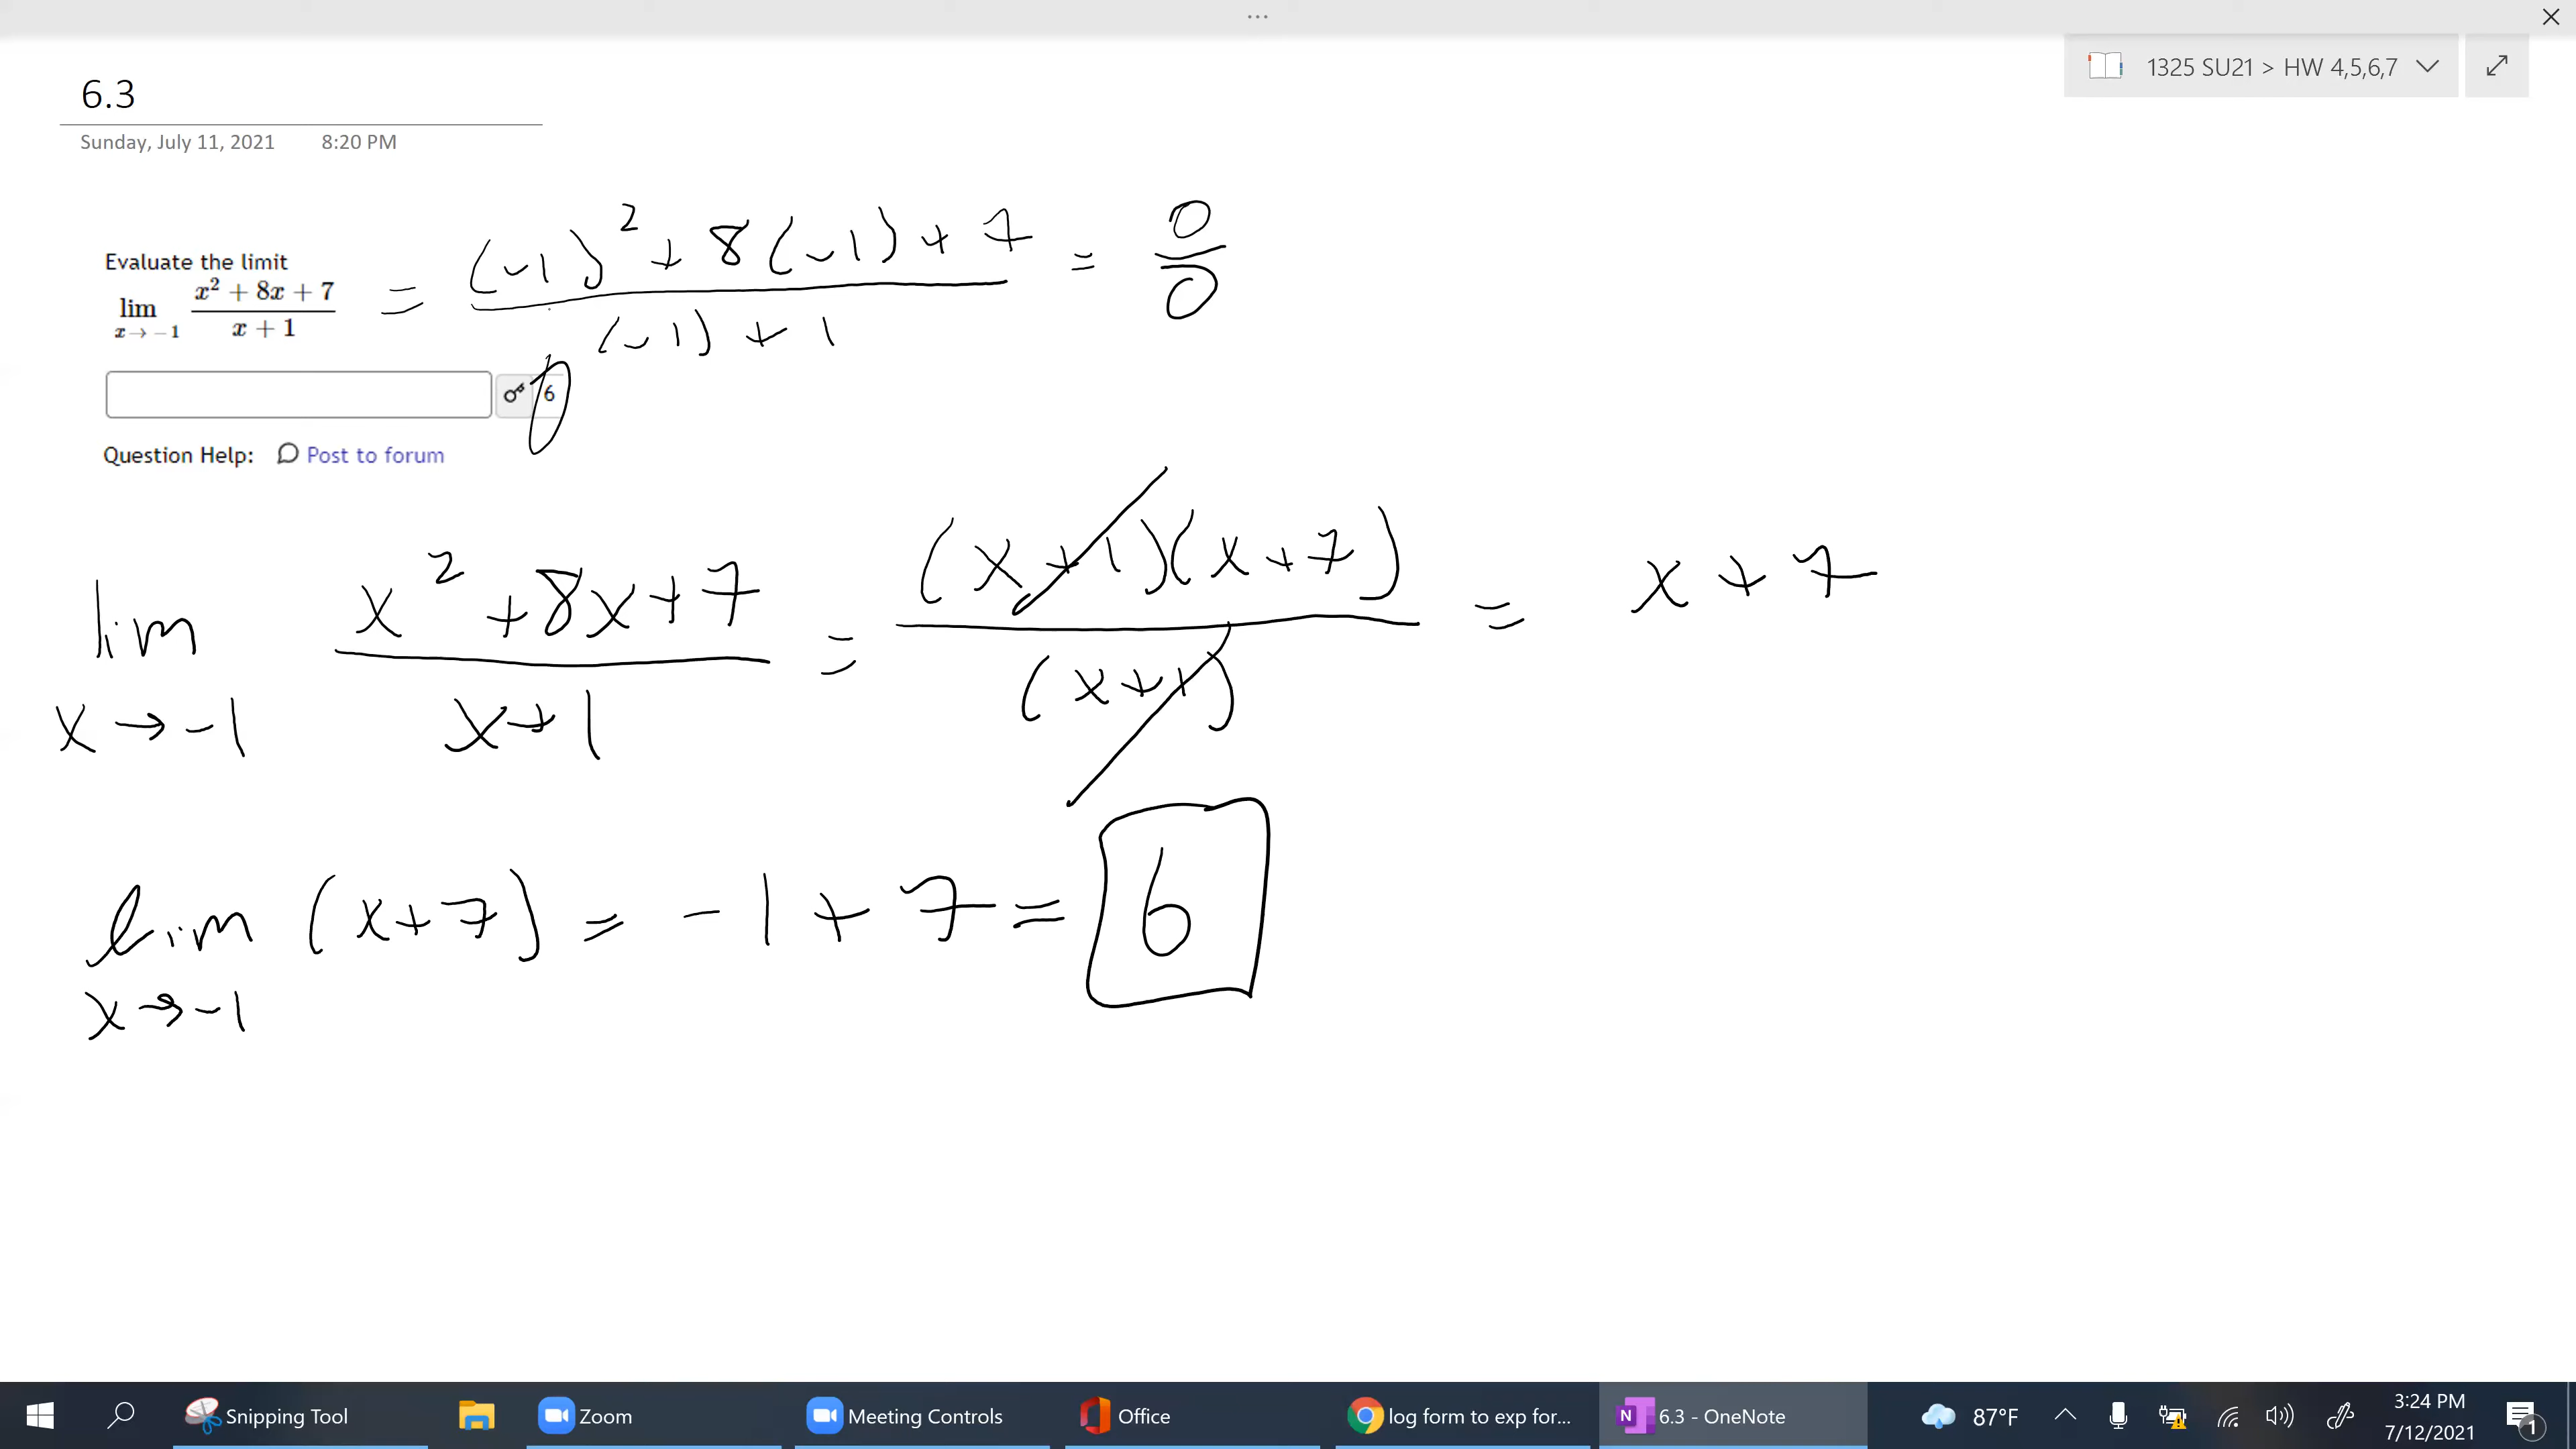 ...
1325 SU21 > HW 4,5,6,7
6.3
Sunday, July 11, 2021 8:20 PM
Evaluate the limit
lim x→−1 (x² + 8x + 7)/(x + 1) = ((-1)² + 8(-1) + 7)/((-1) + 1) = 0/0
6
Question Help: Post to forum
lim x→-1 (x² + 8x + 7)/(x + 1) = ((x+1)(x+7))/((x+1)) = x + 7
lim x→-1 (x+7) = -1 + 7 = 6
Snipping Tool
Zoom
Meeting Controls
Office
log form to exp for...
6.3 - OneNote
87°F
3:24 PM
7/12/2021
1